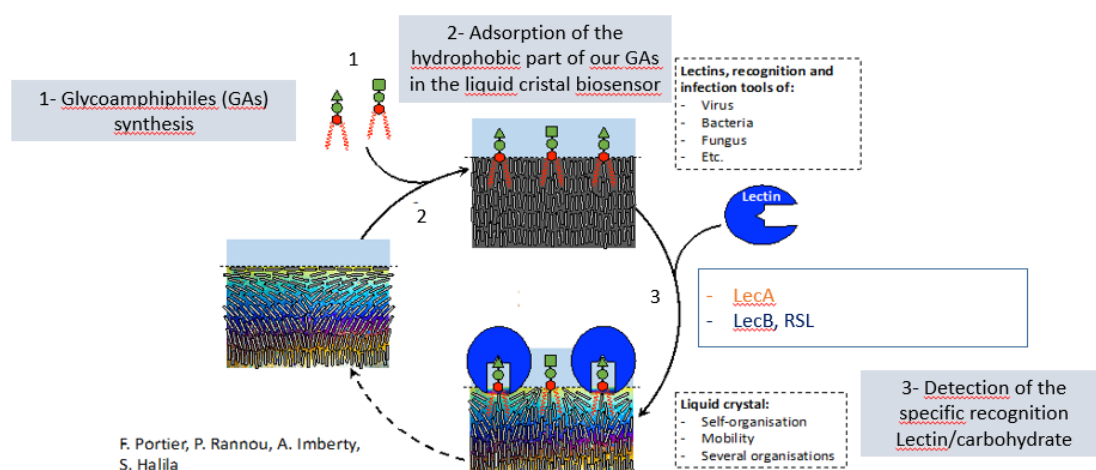 1- Glycoamphiphiles (GAs)
synthesis
1
2- Adsorption of the
hydrophobic part of our GAs
in the liquid cristal biosensor
Lectins, recognition and
infection tools of:
- Virus
- Bacteria
- Fungus
- Etc.
2
Lectin
3
- LecA
- LecB, RSL
Liquid crystal:
- Self-organisation
- Mobility
- Several organisations
3- Detection of the
specific recognition
Lectin/carbohydrate
F. Portier, P. Rannou, A. Imberty,
S. Halila